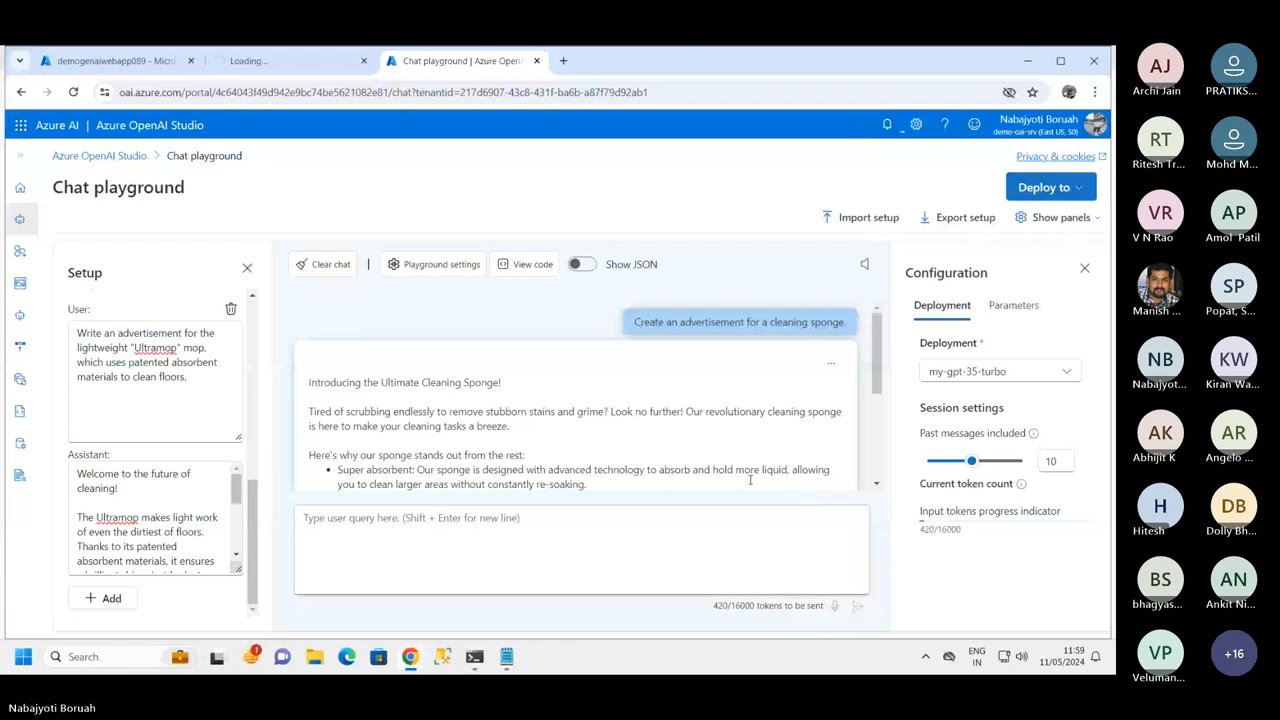 demogenaiwebapp089 - Micro
Loading...
Chat playground | Azure OpenA
oai.azure.com/portal/4c64043f49d942e9bc74be5621082e81/chat?tenantid=217d6907-43c8-431f-ba6b-a87f79d92ab1
Azure AI | Azure OpenAI Studio
Nabajyoti Boruah
demo-oai-srv (East US, S0)
Azure OpenAI Studio > Chat playground
Privacy & cookies
Chat playground
Deploy to
Import setup
Export setup
Show panels
Setup
Clear chat
Playground settings
View code
Show JSON
Configuration
User:
Write an advertisement for the
lightweight "Ultramop" mop,
which uses patented absorbent
materials to clean floors.
Assistant:
Welcome to the future of
cleaning!
The Ultramop makes light work
of even the dirtiest of floors.
Thanks to its patented
absorbent materials, it ensures
Add
Create an advertisement for a cleaning sponge.
Introducing the Ultimate Cleaning Sponge!
Tired of scrubbing endlessly to remove stubborn stains and grime? Look no further! Our revolutionary cleaning sponge
is here to make your cleaning tasks a breeze.
Here's why our sponge stands out from the rest:
• Super absorbent: Our sponge is designed with advanced technology to absorb and hold more liquid, allowing
you to clean larger areas without constantly re-soaking.
Type user query here. (Shift + Enter for new line)
420/16000 tokens to be sent
Deployment
Parameters
Deployment *
my-gpt-35-turbo
Session settings
Past messages included
10
Current token count
Input tokens progress indicator
420/16000
Search
1
ENG
IN
11:59
11/05/2024
AJ
Archi Jain
PRATIKS...
RT
Ritesh Tr...
Mohd M...
VR
V N Rao
AP
Amol Patil
Manish ...
SP
Popat, S...
NB
Nabajyot...
KW
Kiran Wa...
AK
Abhijit K
AR
Angelo ...
H
Hitesh
DB
Dolly Bh...
BS
bhagyas...
AN
Ankit Ni...
VP
Veluman...
+16
Nabajyoti Boruah